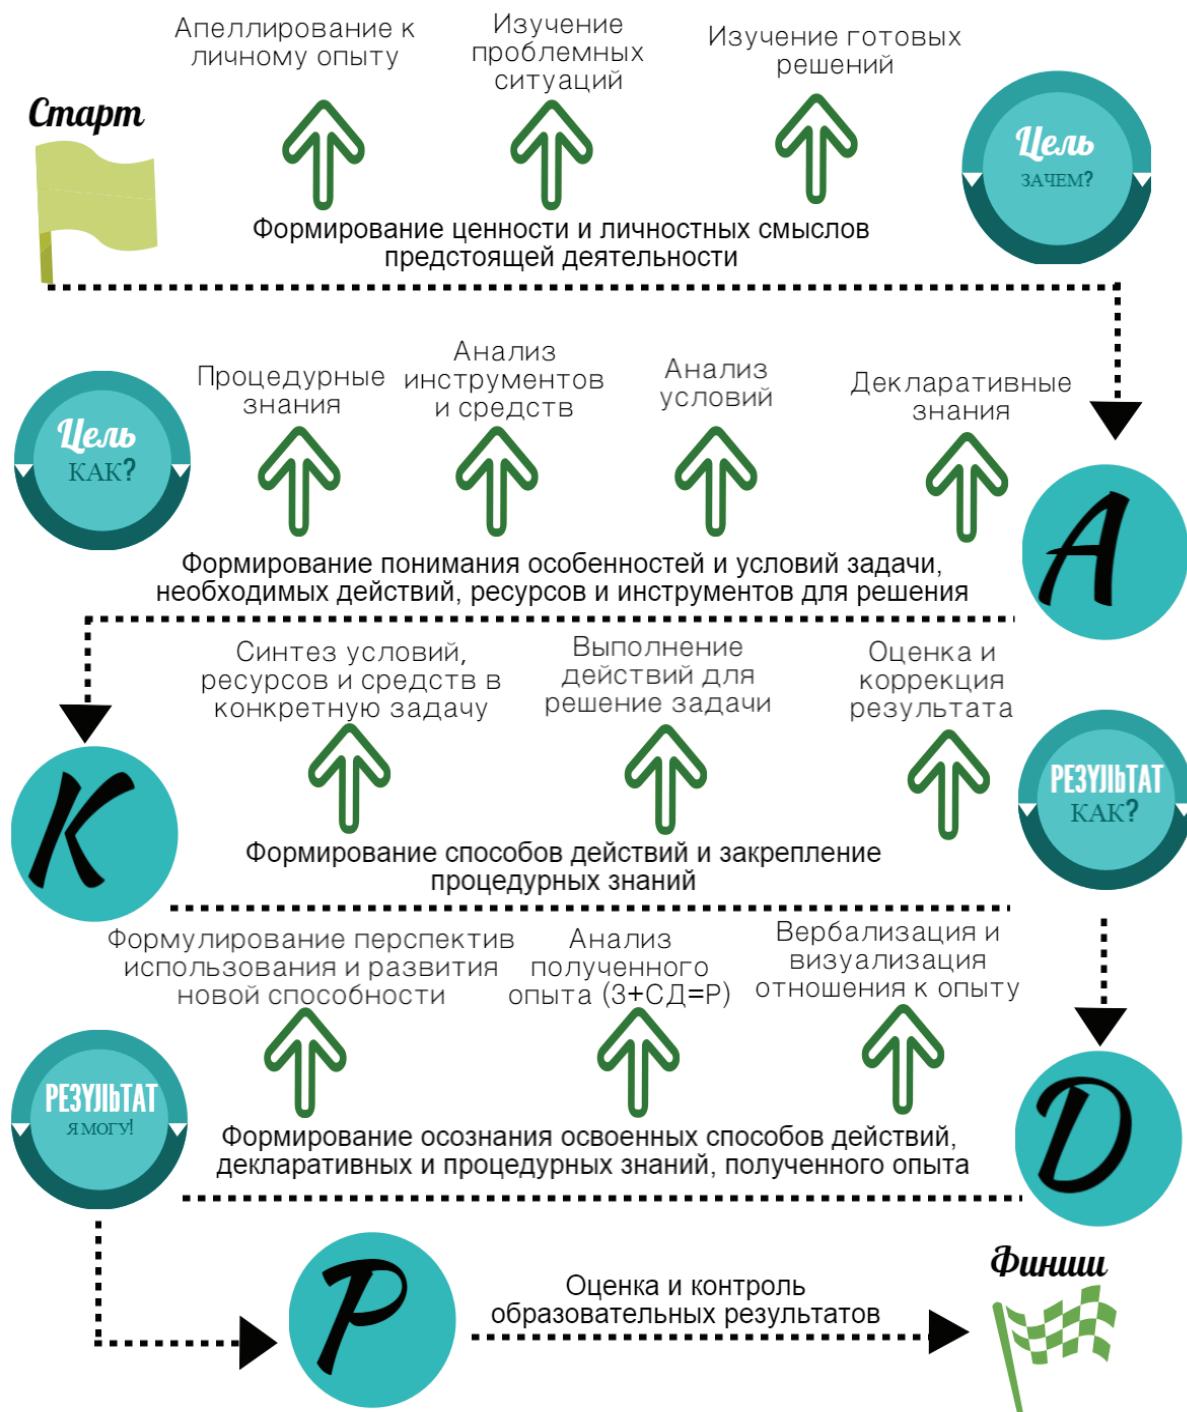 Апеллирование к
личному опыту
Изучение
проблемных
ситуаций
Изучение готовых
решений
Старт
Цель
ЗАЧЕМ?
Формирование ценности и личностных смыслов
предстоящей деятельности
Процедурные
знания
Анализ
инструментов
и средств
Анализ
условий
Декларативные
знания
Цель
КАК?
A
Формирование понимания особенностей и условий задачи,
необходимых действий, ресурсов и инструментов для решения
Синтез условий,
ресурсов и средств в
конкретную задачу
Выполнение
действий для
решение задачи
Оценка и
коррекция
результата
K
РЕЗУЛЬТАТ
КАК?
Формирование способов действий и закрепление
процедурных знаний
Формулирование перспектив
использования и развития
новой способности
Анализ
полученного
опыта (З+СД=Р)
Вербализация и
визуализация
отношения к опыту
РЕЗУЛЬТАТ
Я МОГУ!
D
Формирование осознания освоенных способов действий,
декларативных и процедурных знаний, полученного опыта
P
Оценка и контроль
образовательных результатов
Финиш